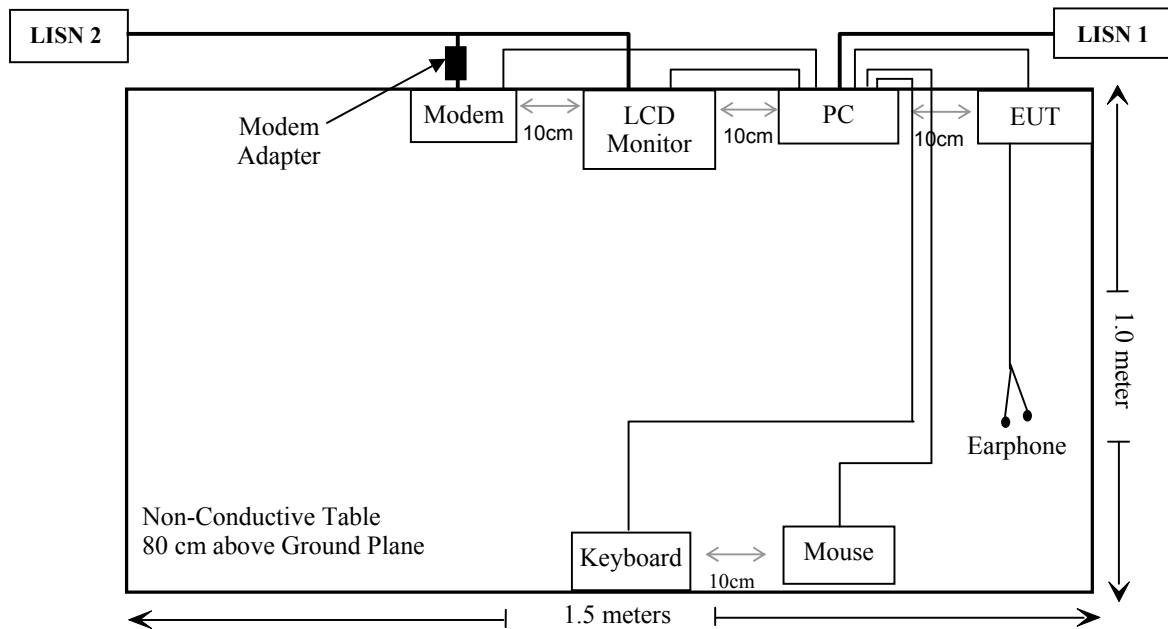 LISN 2
LISN 1
Modem
Adapter
Modem
10cm
LCD
Monitor
10cm
PC
10cm
EUT
1.0 meter
Earphone
Non-Conductive Table
80 cm above Ground Plane
Keyboard
10cm
Mouse
1.5 meters